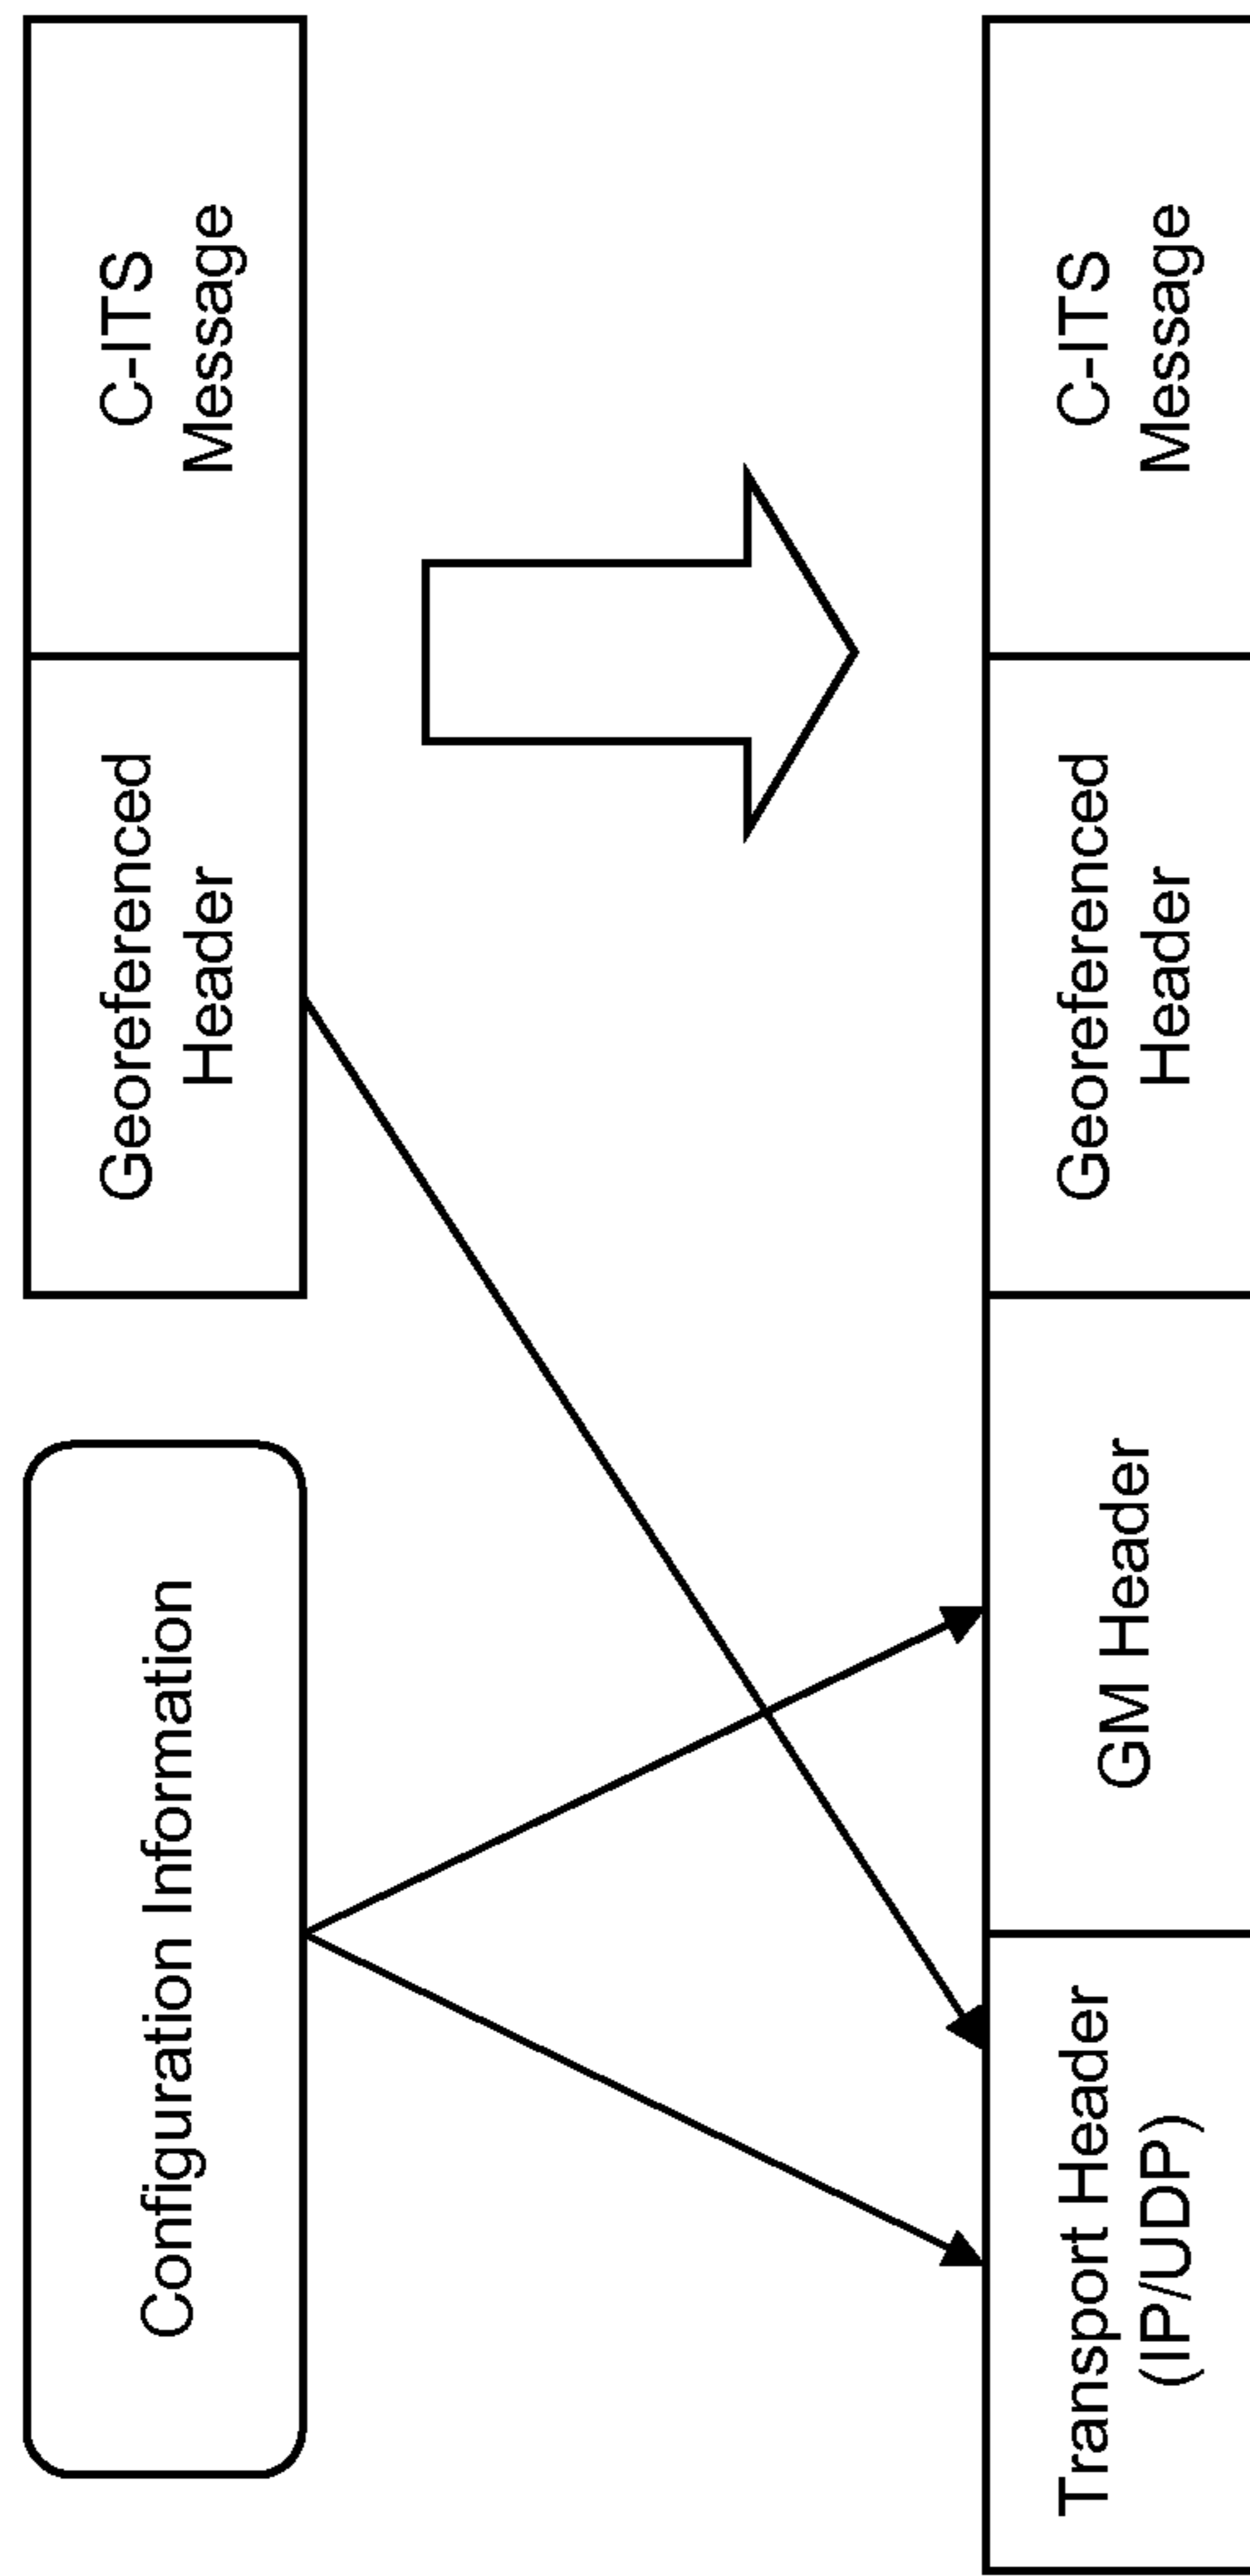 Configuration Information
Georeferenced
Header
C-ITS
Message
Transport Header
(IP/UDP)
GM Header
Georeferenced
Header
C-ITS
Message